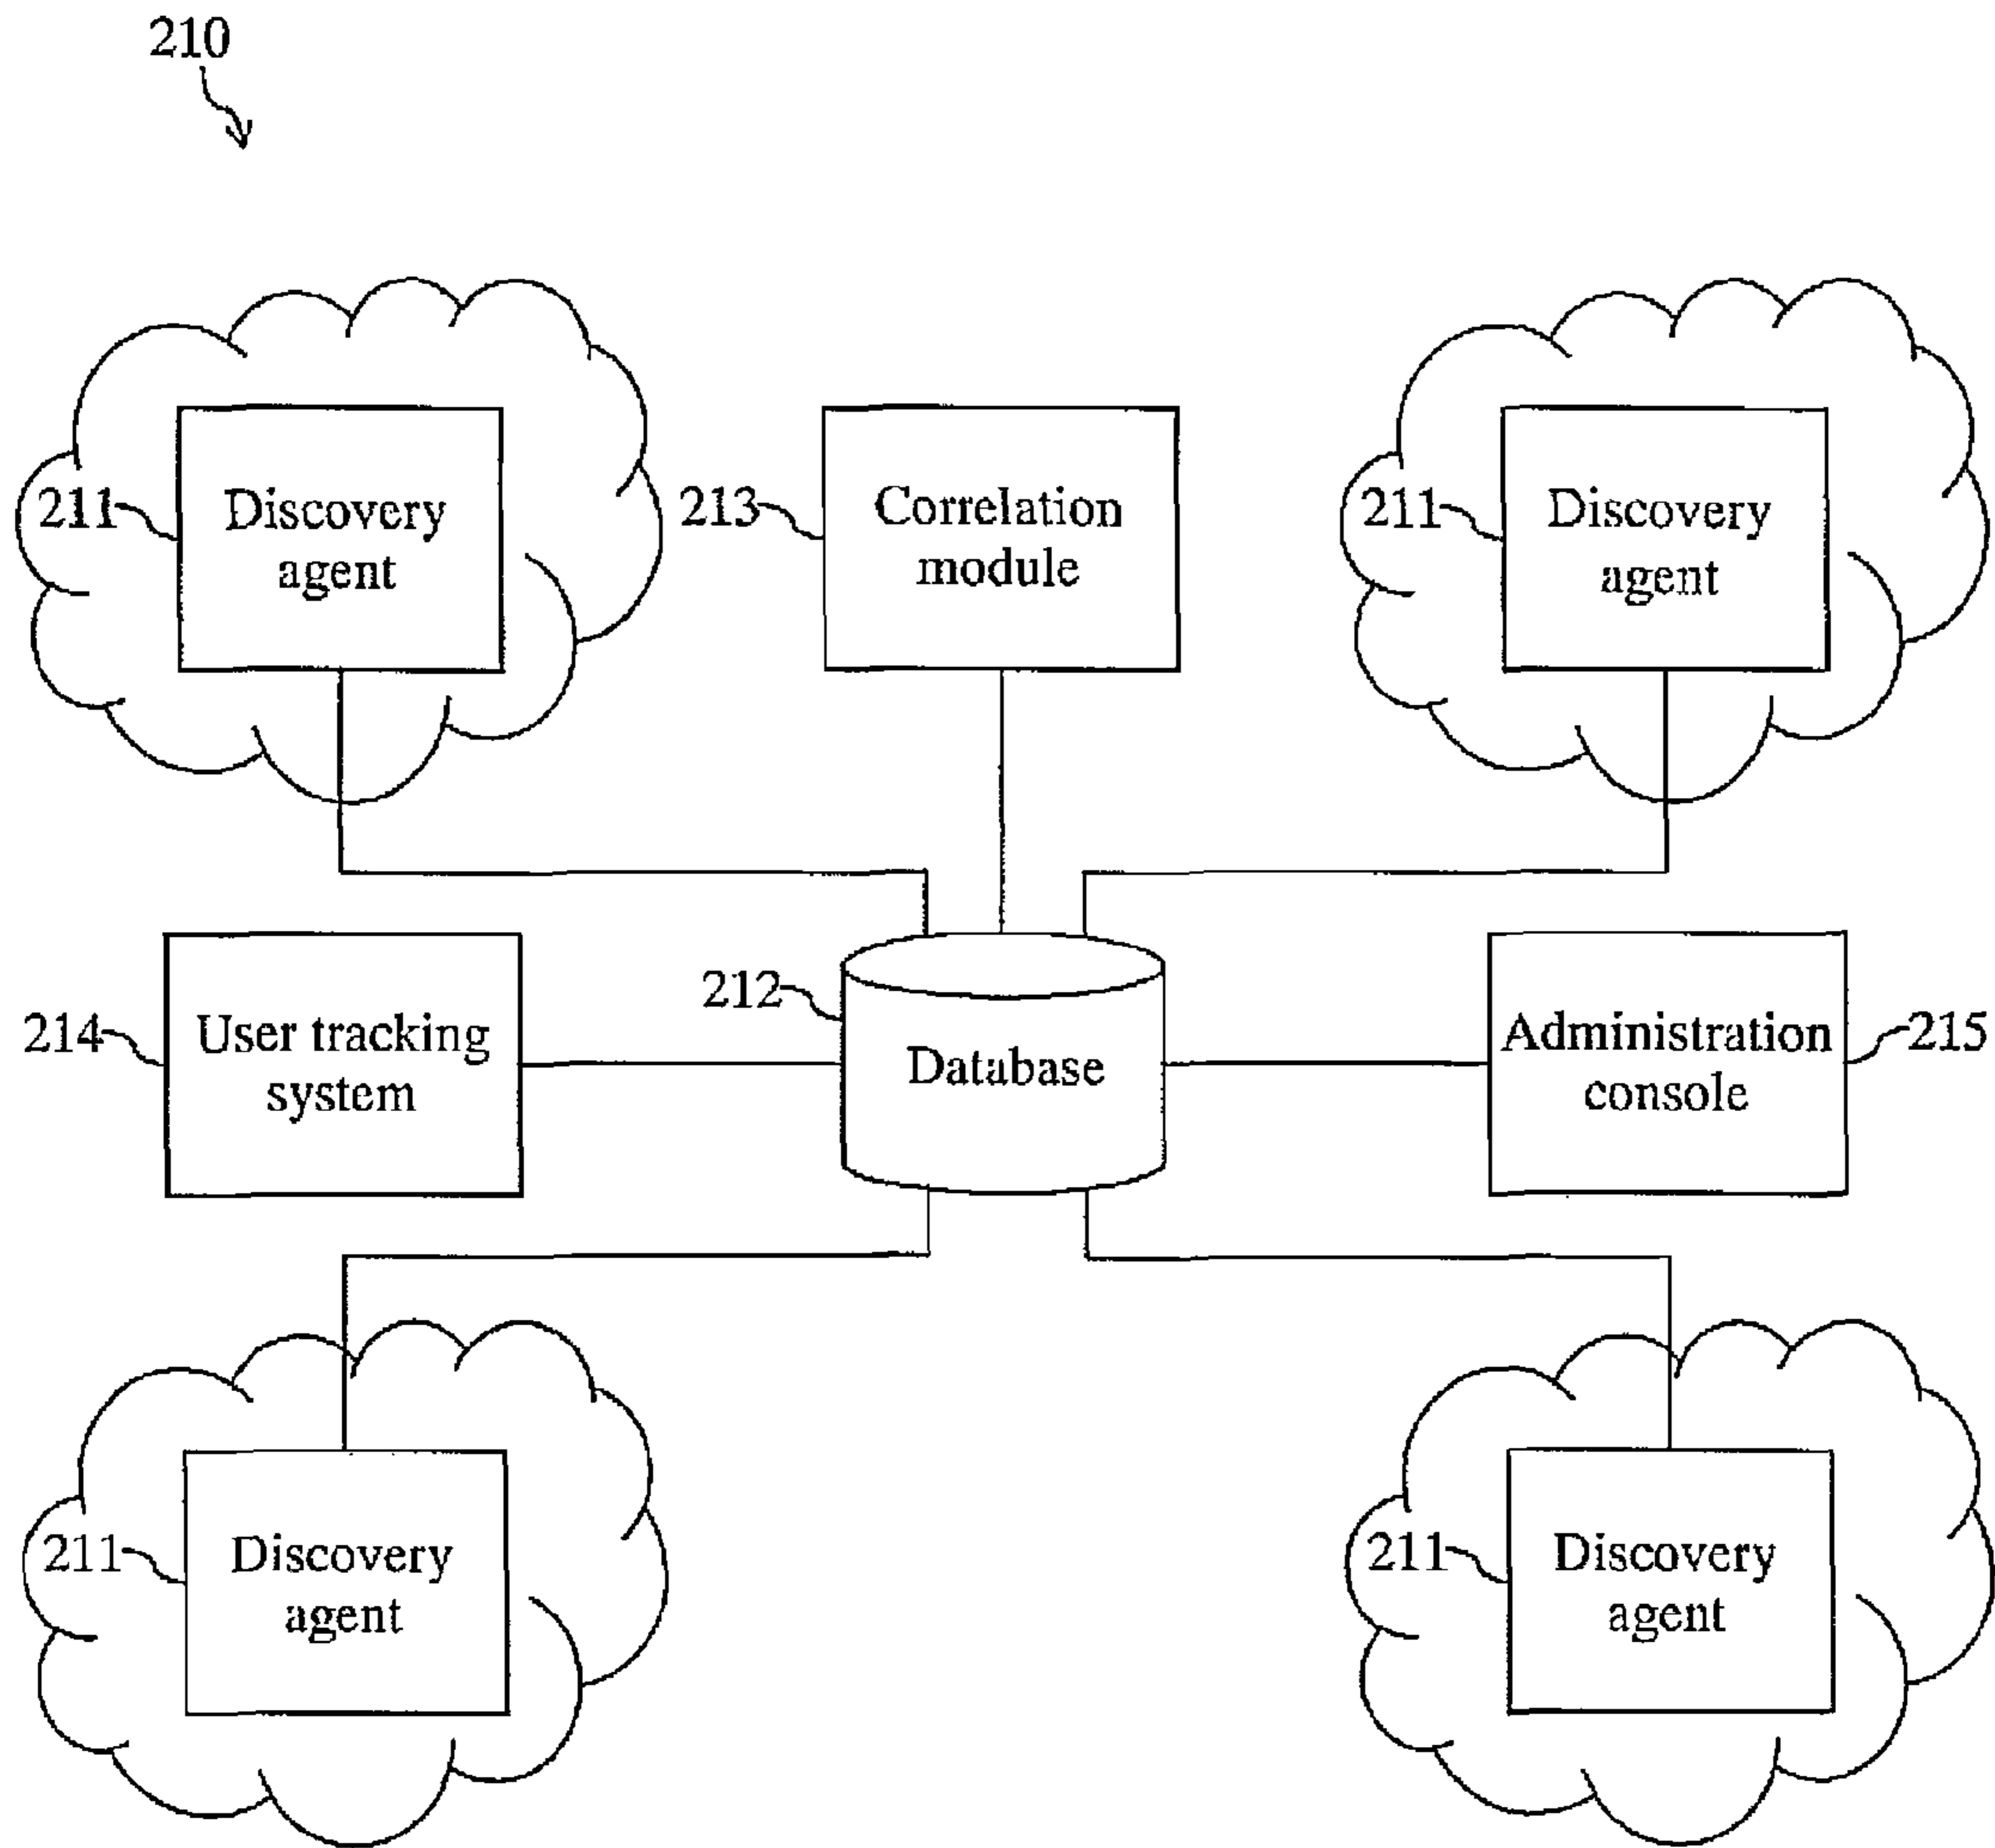 210
211
Discovery
agent
213
Correlation
module
211
Discovery
agent
214
User tracking
system
212
Database
Administration
console
215
211
Discovery
agent
211
Discovery
agent